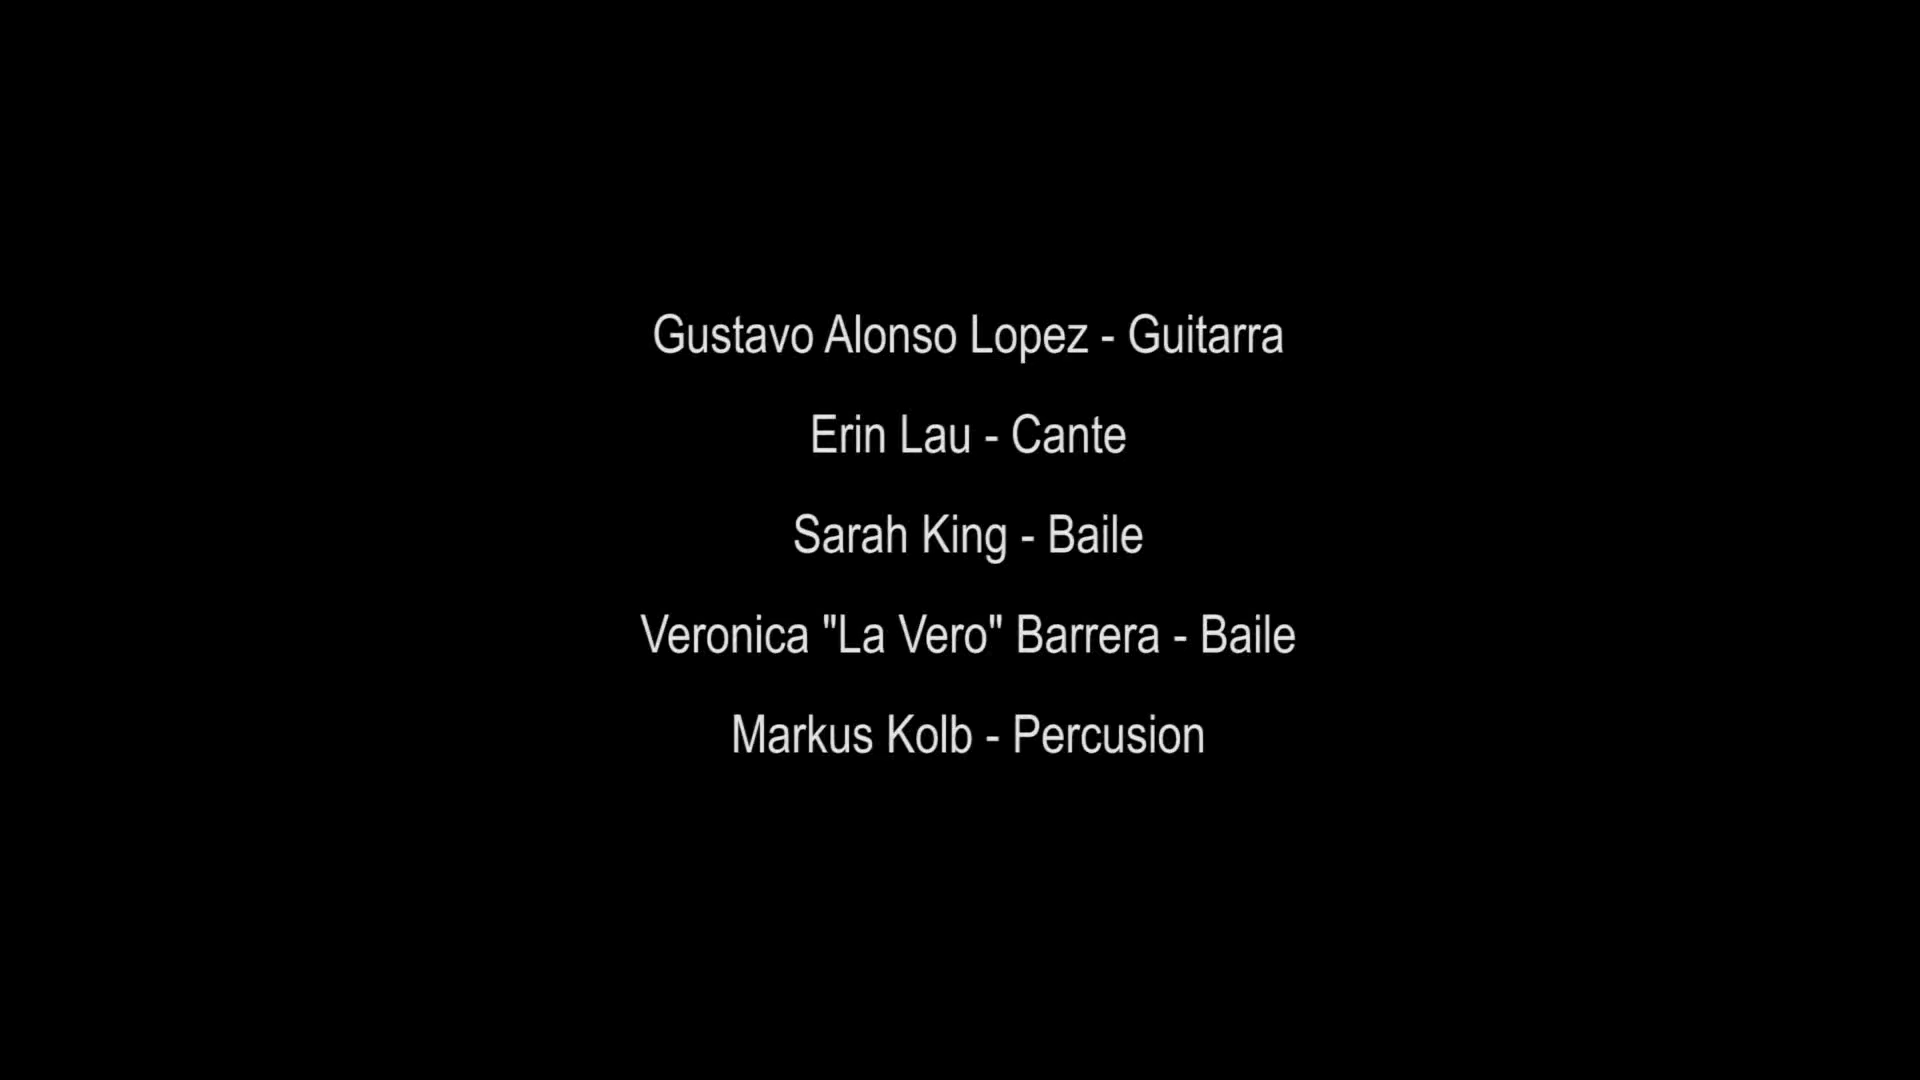 Gustavo Alonso Lopez - Guitarra
Erin Lau - Cante
Sarah King - Baile
Veronica "La Vero" Barrera - Baile
Markus Kolb - Percusion